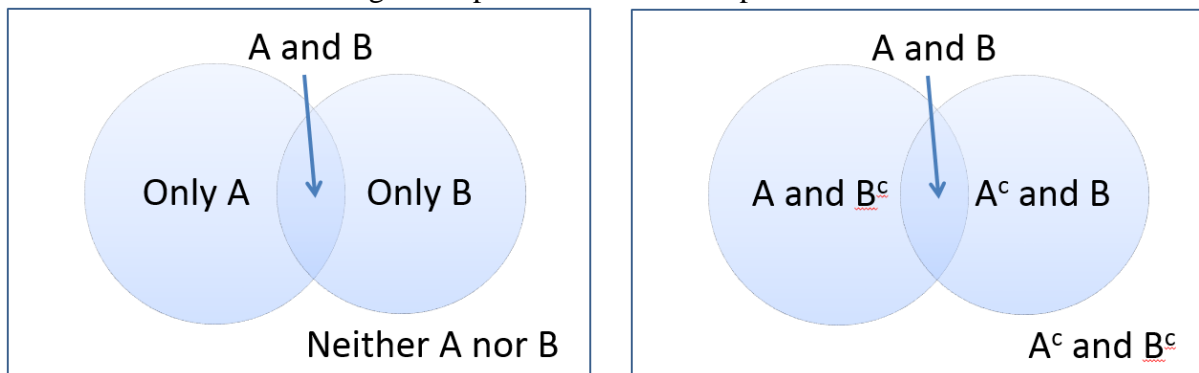 A and B
Only A
Only B
Neither A nor B
A and B
A and Bᶜ
Aᶜ and B
Aᶜ and Bᶜ